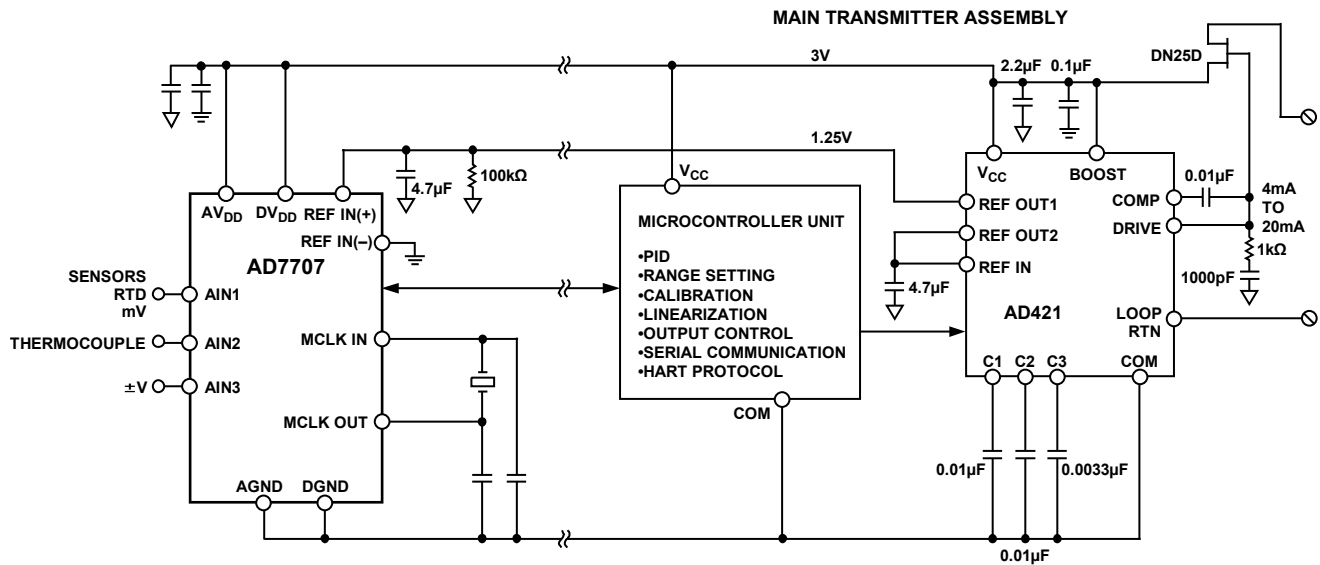 MAIN TRANSMITTER ASSEMBLY
DN25D
3V
2.2µF
0.1µF
1.25V
4.7µF
100kΩ
AVDD
DVDD
REF IN(+)
REF IN(–)
AD7707
SENSORS
RTD
mV
AIN1
THERMOCOUPLE
AIN2
±V
AIN3
MCLK IN
MCLK OUT
AGND
DGND
VCC
MICROCONTROLLER UNIT
•PID
•RANGE SETTING
•CALIBRATION
•LINEARIZATION
•OUTPUT CONTROL
•SERIAL COMMUNICATION
•HART PROTOCOL
COM
VCC
BOOST
REF OUT1
REF OUT2
REF IN
4.7µF
AD421
COMP
DRIVE
0.01µF
4mA
TO
20mA
1kΩ
1000pF
LOOP
RTN
C1
C2
C3
COM
0.01µF
0.0033µF
0.01µF